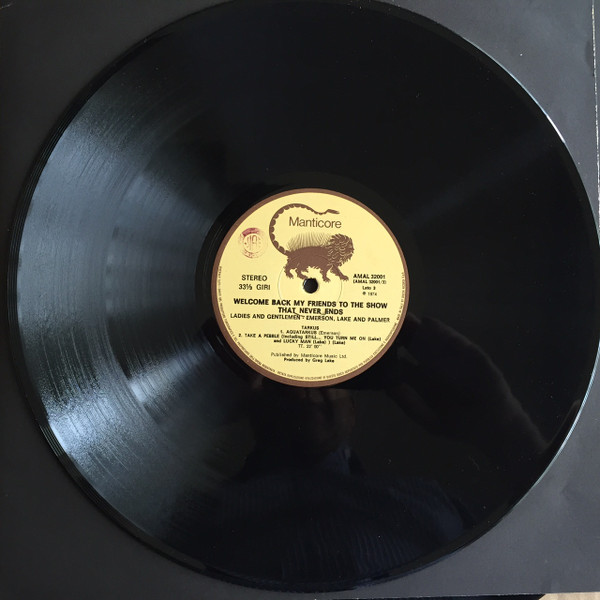 Manticore
STEREO
33⅓ GIRI
AMAL 32001
(AMAL 32001/3)
Lato 3
℗ 1974
WELCOME BACK MY FRIENDS TO THE SHOW
THAT NEVER ENDS
LADIES AND GENTLEMEN - EMERSON, LAKE AND PALMER
TARKUS
1. AQUATARKUS (Emerson)
2. TAKE A PEBBLE (Including STILL... YOU TURN ME ON (Lake)
and LUCKY MAN (Lake) ) (Lake)
Published by Manticore Music Ltd.
Produced by Greg Lake